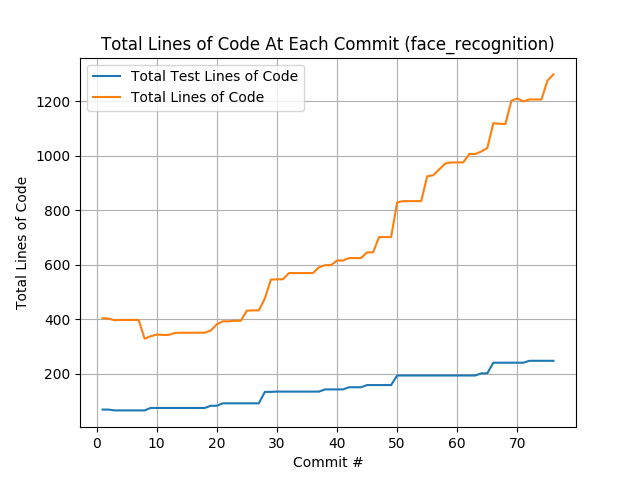 Total Lines of Code At Each Commit (face_recognition)
Total Test Lines of Code
Total Lines of Code
Total Lines of Code
1200
1000
800
600
400
200
0 10 20 30 40 50 60 70
Commit #